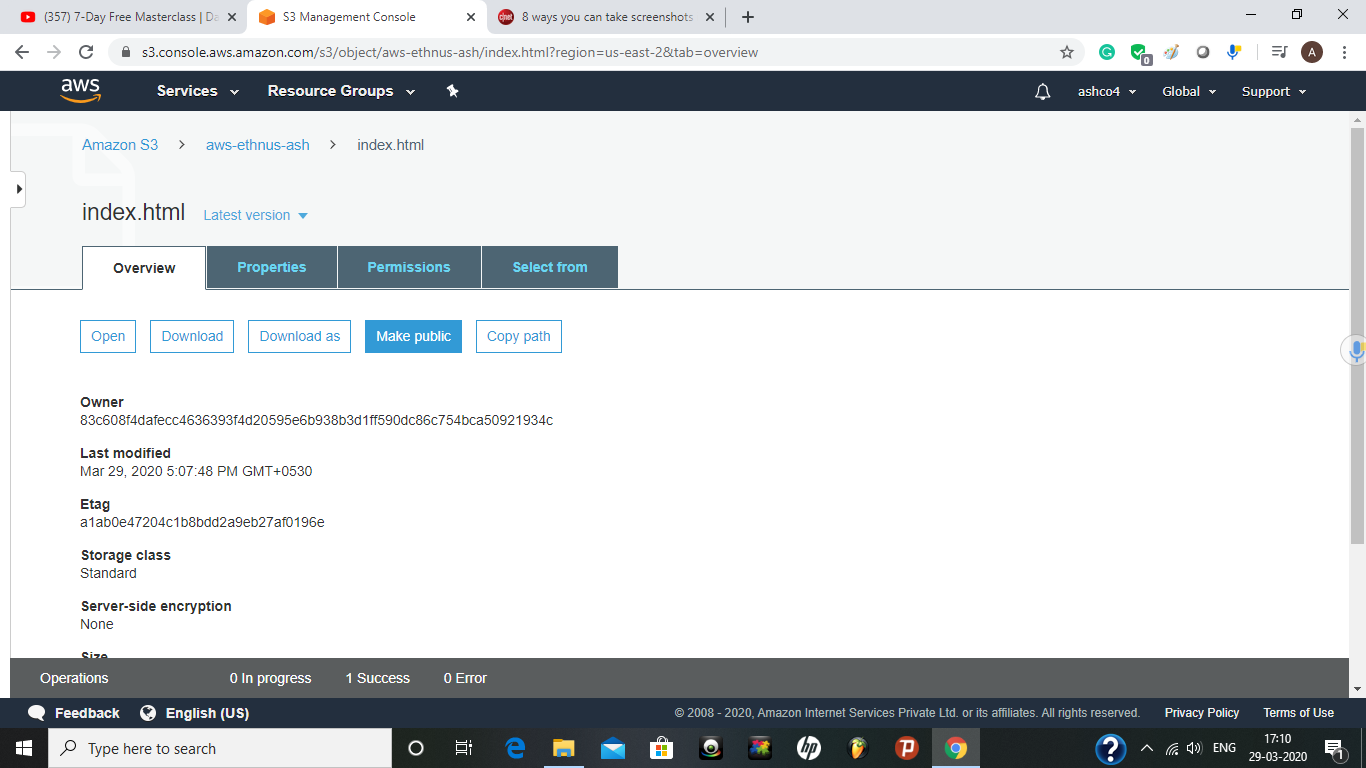 (357) 7-Day Free Masterclass | Da
S3 Management Console
cnet
8 ways you can take screenshots
s3.console.aws.amazon.com/s3/object/aws-ethnus-ash/index.html?region=us-east-2&tab=overview
0
A
aws
Services
Resource Groups
ashco4
Global
Support
Amazon S3 > aws-ethnus-ash > index.html
index.html
Latest version
Overview
Properties
Permissions
Select from
Open
Download
Download as
Make public
Copy path
Owner
83c608f4dafecc4636393f4d20595e6b938b3d1ff590dc86c754bca50921934c
Last modified
Mar 29, 2020 5:07:48 PM GMT+0530
Etag
a1ab0e47204c1b8bdd2a9eb27af0196e
Storage class
Standard
Server-side encryption
None
Size
Operations
0 In progress
1 Success
0 Error
Feedback
English (US)
© 2008 - 2020, Amazon Internet Services Private Ltd. or its affiliates. All rights reserved.
Privacy Policy
Terms of Use
Type here to search
hp
ENG
17:10
29-03-2020
1